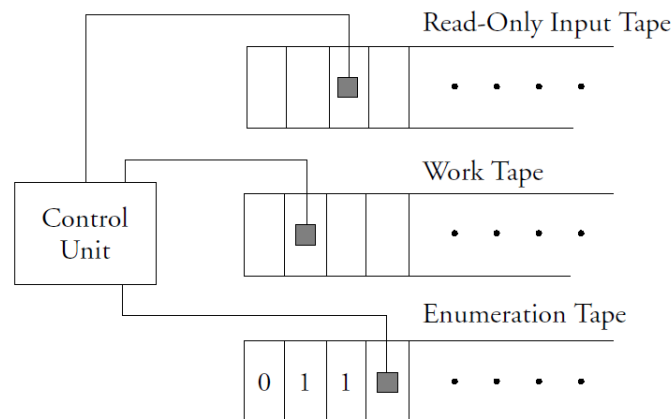 Read-Only Input Tape
Work Tape
Control
Unit
Enumeration Tape
0 1 1